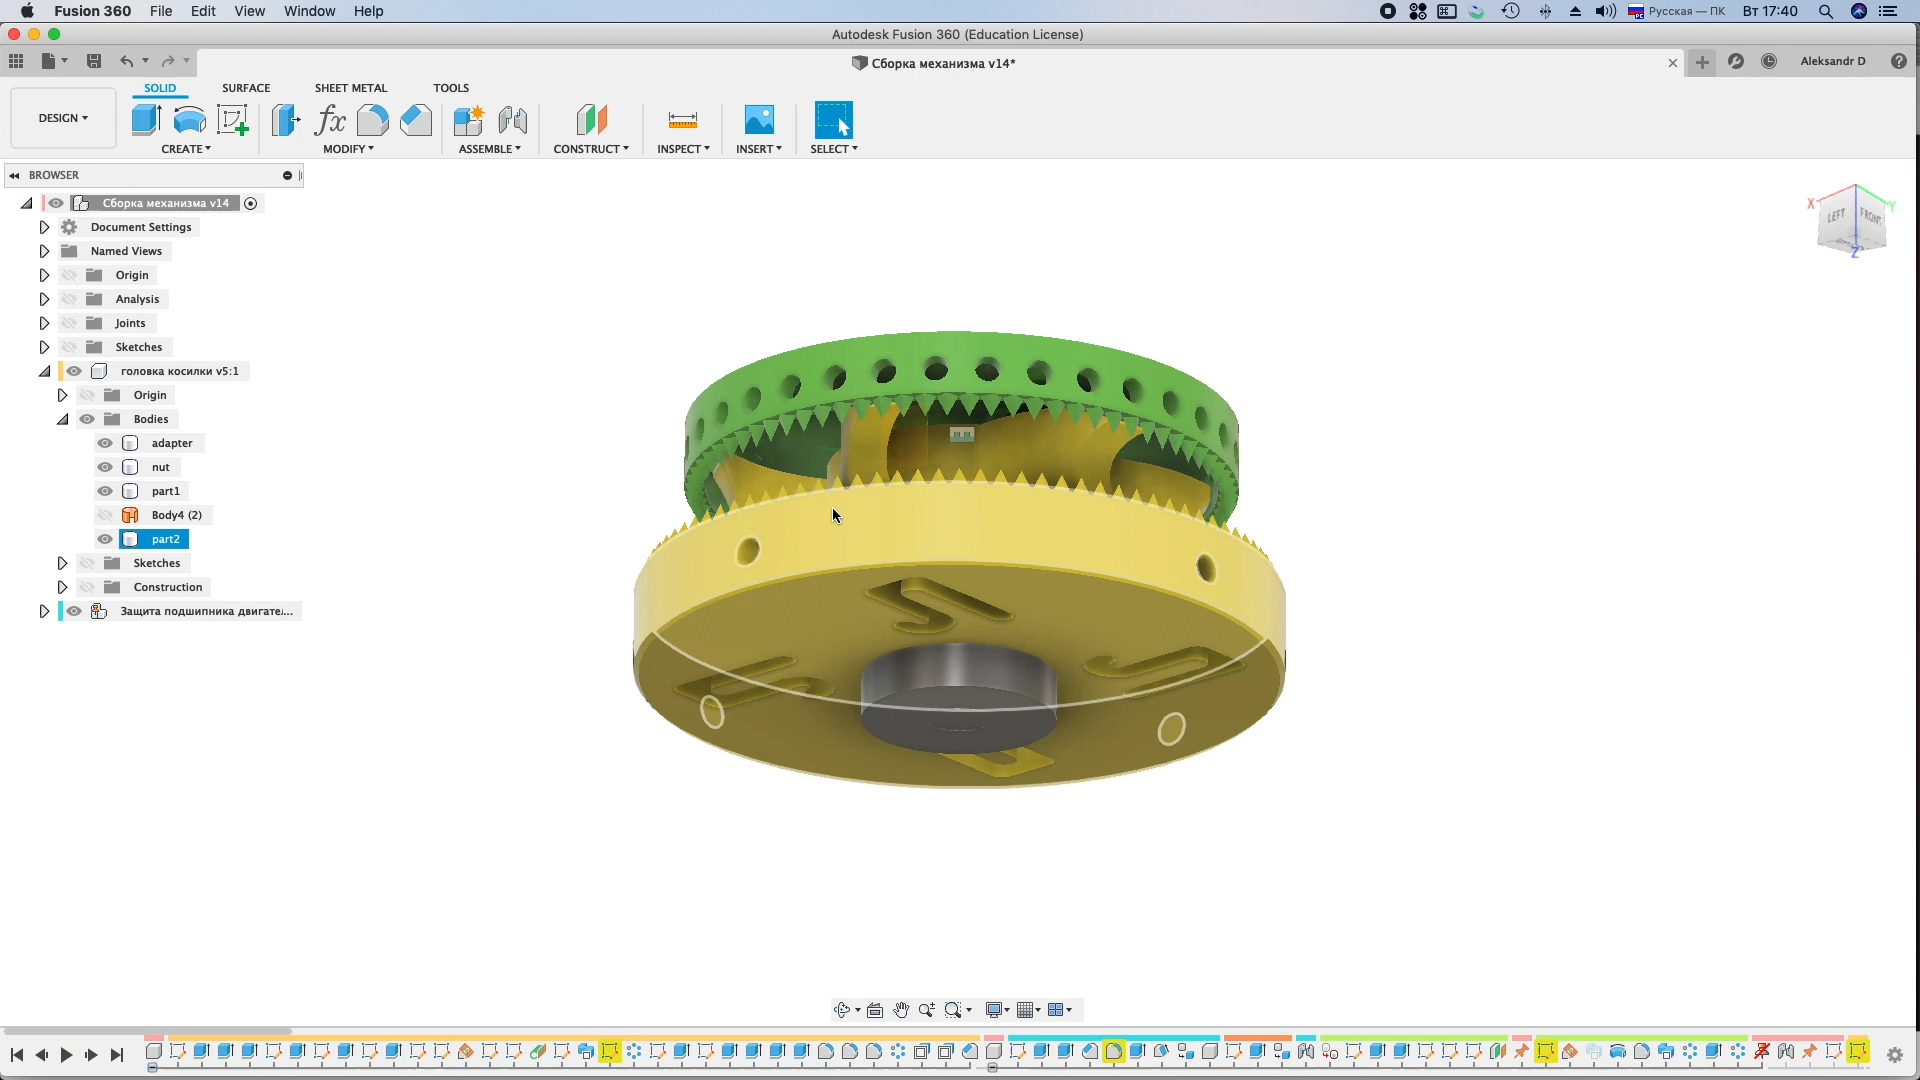 Fusion 360 File Edit View Window Help Русская — ПК Вт 17:40
Autodesk Fusion 360 (Education License)
Сборка механизма v14* Aleksandr D
SOLID SURFACE SHEET METAL TOOLS
DESIGN
CREATE MODIFY ASSEMBLE CONSTRUCT INSPECT INSERT SELECT
BROWSER
Сборка механизма v14
Document Settings
Named Views
Origin
Analysis
Joints
Sketches
головка косилки v5:1
Origin
Bodies
adapter
nut
part1
Body4 (2)
part2
Sketches
Construction
Защита подшипника двигате...
X Y
LEFT FRONT
Z